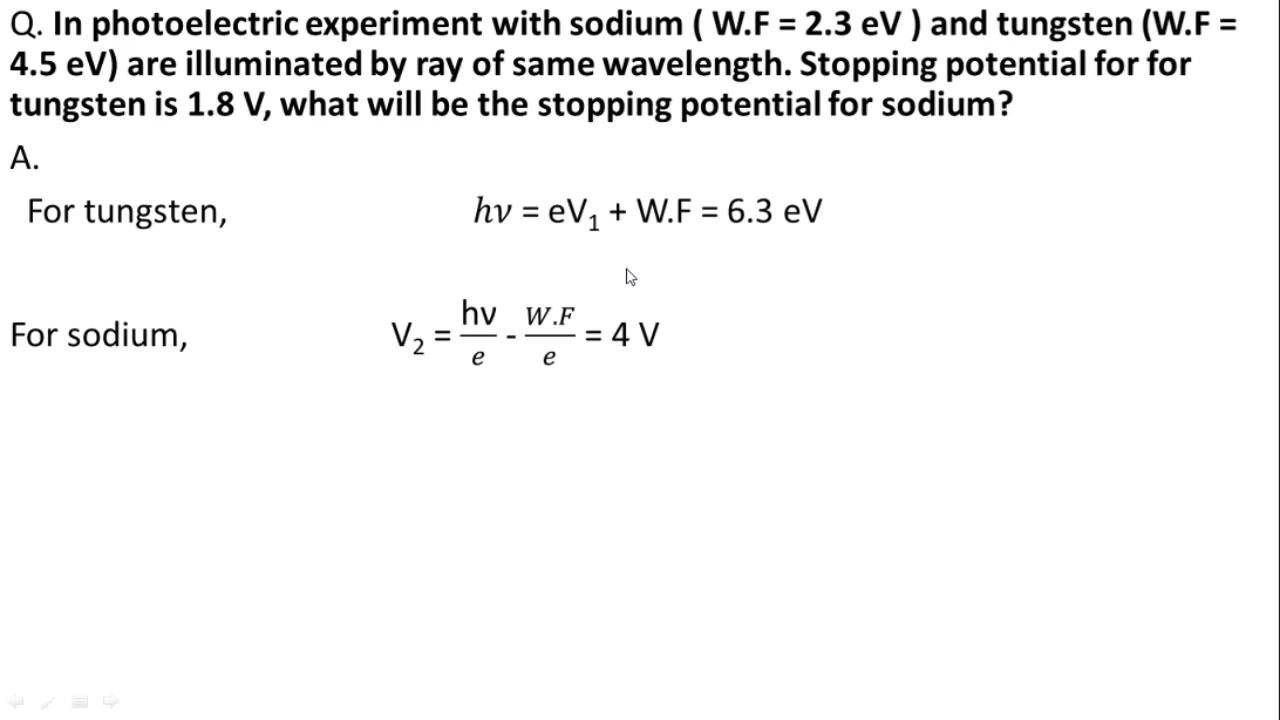 Q. In photoelectric experiment with sodium ( W.F = 2.3 eV ) and tungsten (W.F =
4.5 eV) are illuminated by ray of same wavelength. Stopping potential for for
tungsten is 1.8 V, what will be the stopping potential for sodium?
A.
For tungsten, hν = eV₁ + W.F = 6.3 eV
For sodium, V₂ = hν/e - W.F/e = 4 V